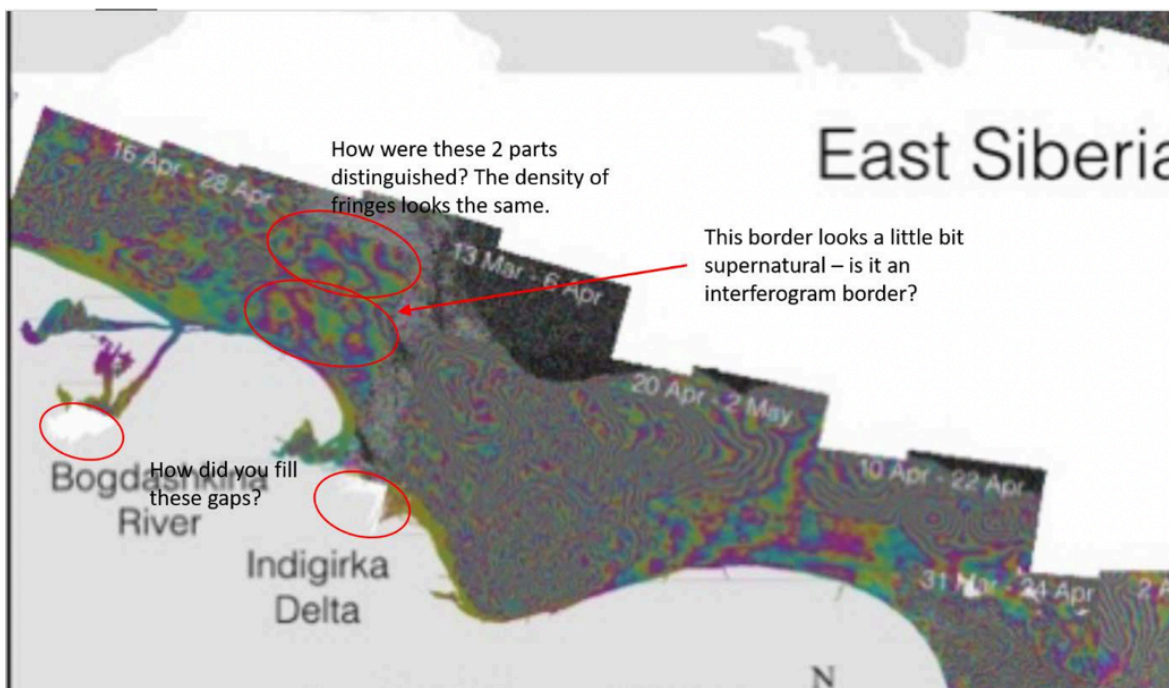 16 Apr - 28 Apr
How were these 2 parts
distinguished? The density of
fringes looks the same.
East Siberia
This border looks a little bit
supernatural – is it an
interferogram border?
13 Mar - 6 Apr
20 Apr - 2 May
10 Apr - 22 Apr
How did you fill
these gaps?
Bogdashkina
River
Indigirka
Delta
31 Mar - 24 Apr
2 A
N